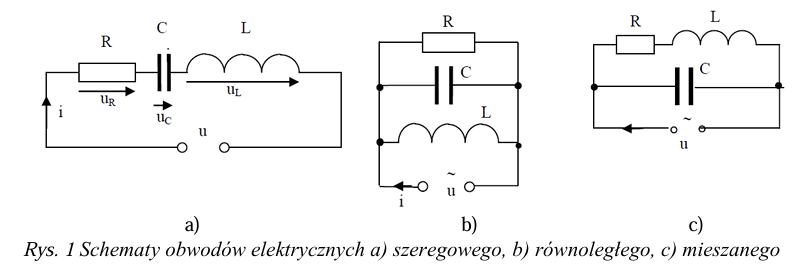 R C L
u_R u_C u_L
i
u
a)
R
C
L
~
i u
b)
R L
C
~
u
c)
Rys. 1 Schematy obwodów elektrycznych a) szeregowego, b) równoległego, c) mieszanego